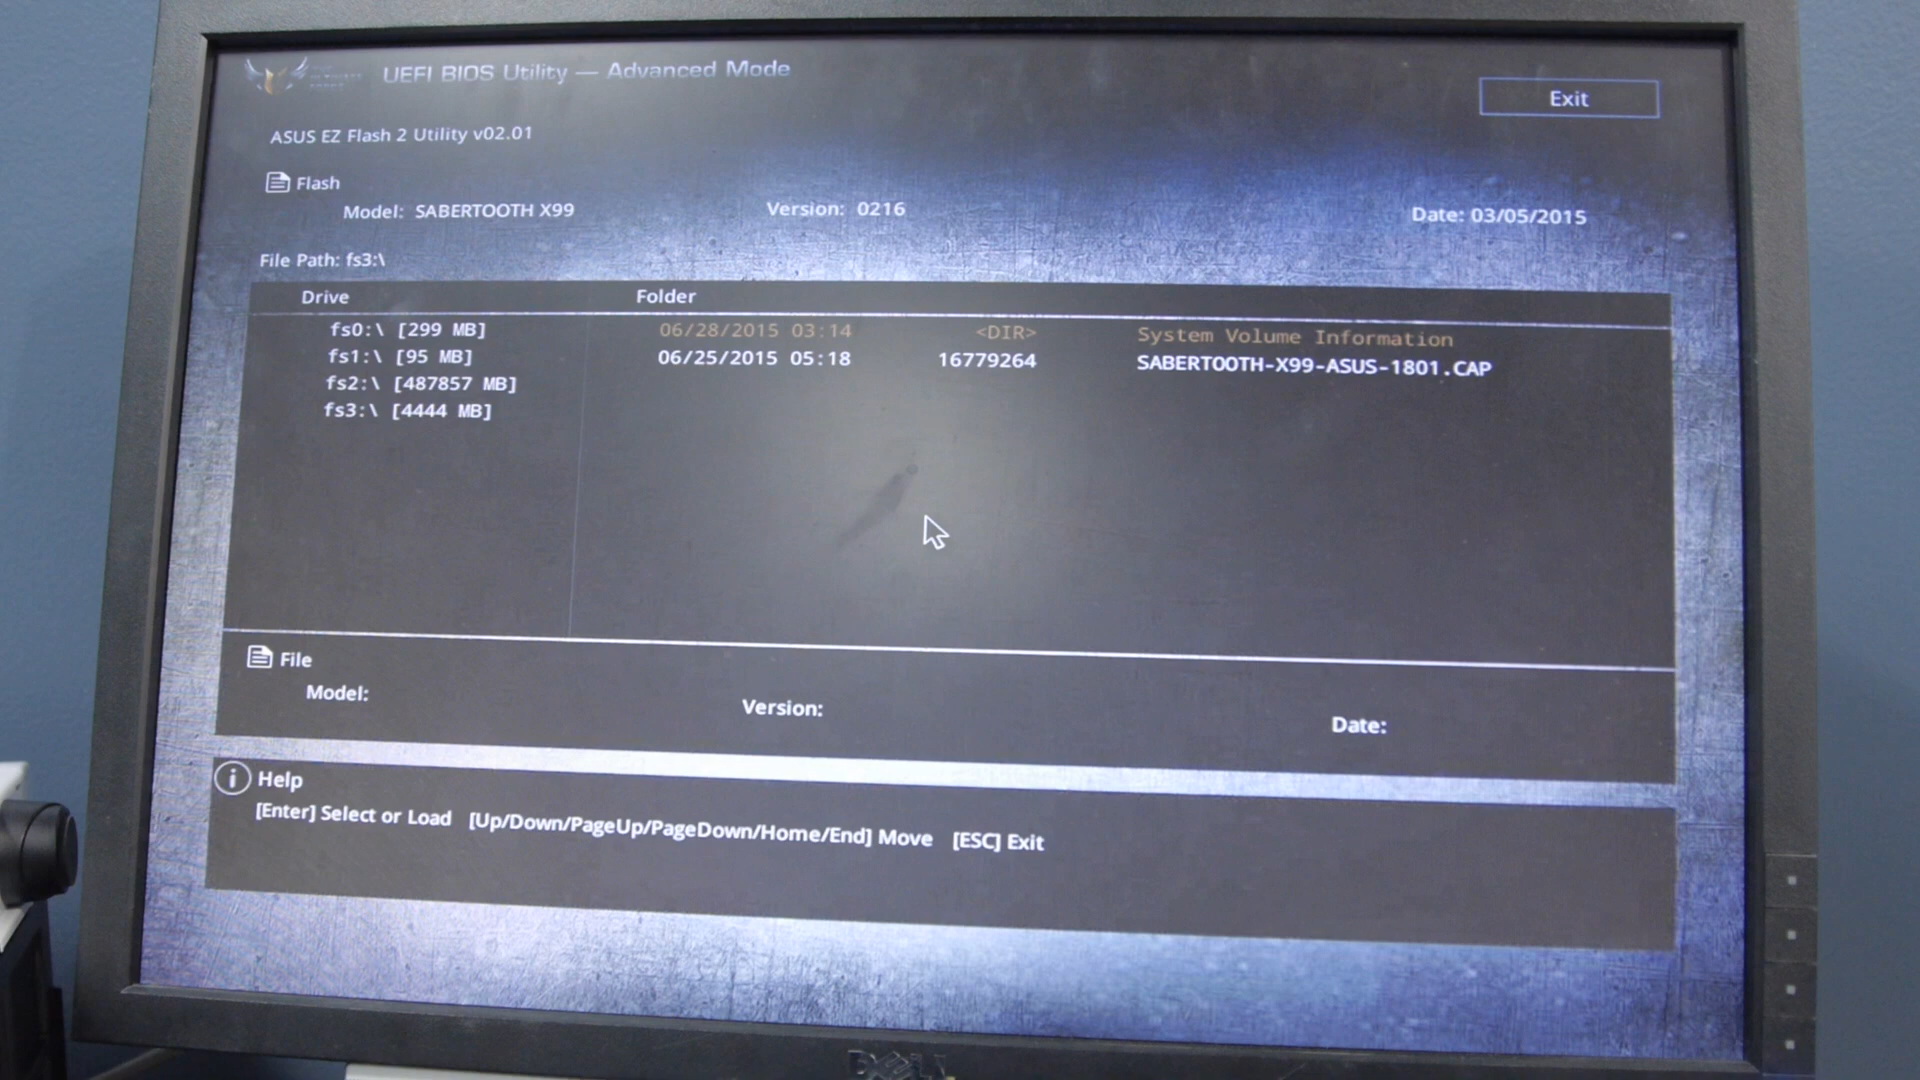 UEFI BIOS Utility — Advanced Mode
Exit
ASUS EZ Flash 2 Utility v02.01
Flash
Model: SABERTOOTH X99 Version: 0216 Date: 03/05/2015
File Path: fs3:\
Drive Folder
fs0:\ [299 MB] 06/28/2015 03:14 <DIR> System Volume Information
fs1:\ [95 MB] 06/25/2015 05:18 16779264 SABERTOOTH-X99-ASUS-1801.CAP
fs2:\ [487857 MB]
fs3:\ [4444 MB]
File
Model: Version: Date:
Help
[Enter] Select or Load [Up/Down/PageUp/PageDown/Home/End] Move [ESC] Exit
DELL